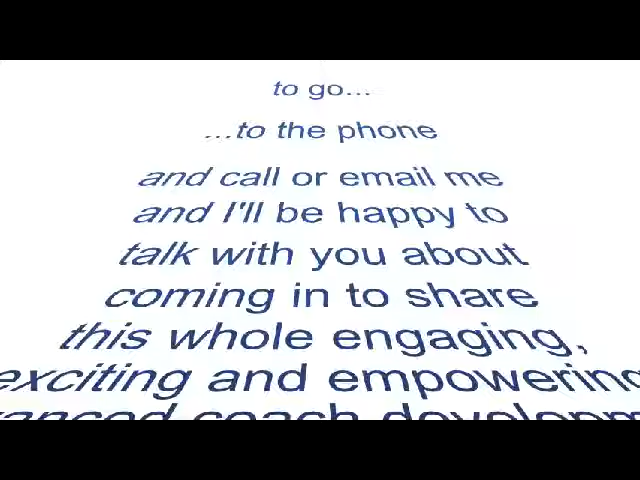 to go...
...to the phone
and call or email me
and I'll be happy to
talk with you about
coming in to share
this whole engaging,
exciting and empowering
coach